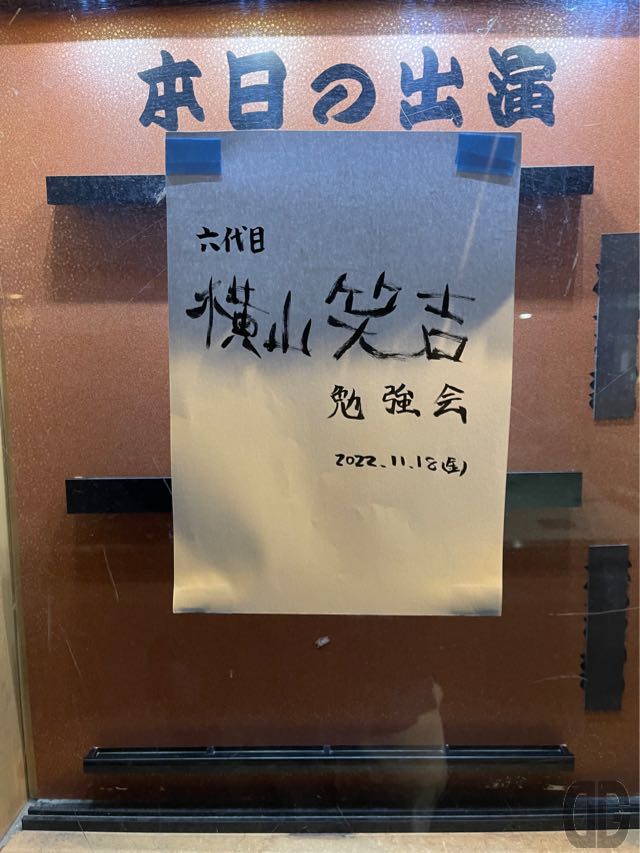 本日の出演
六代目
横山笑吉
勉強会
2022.11.18(金)